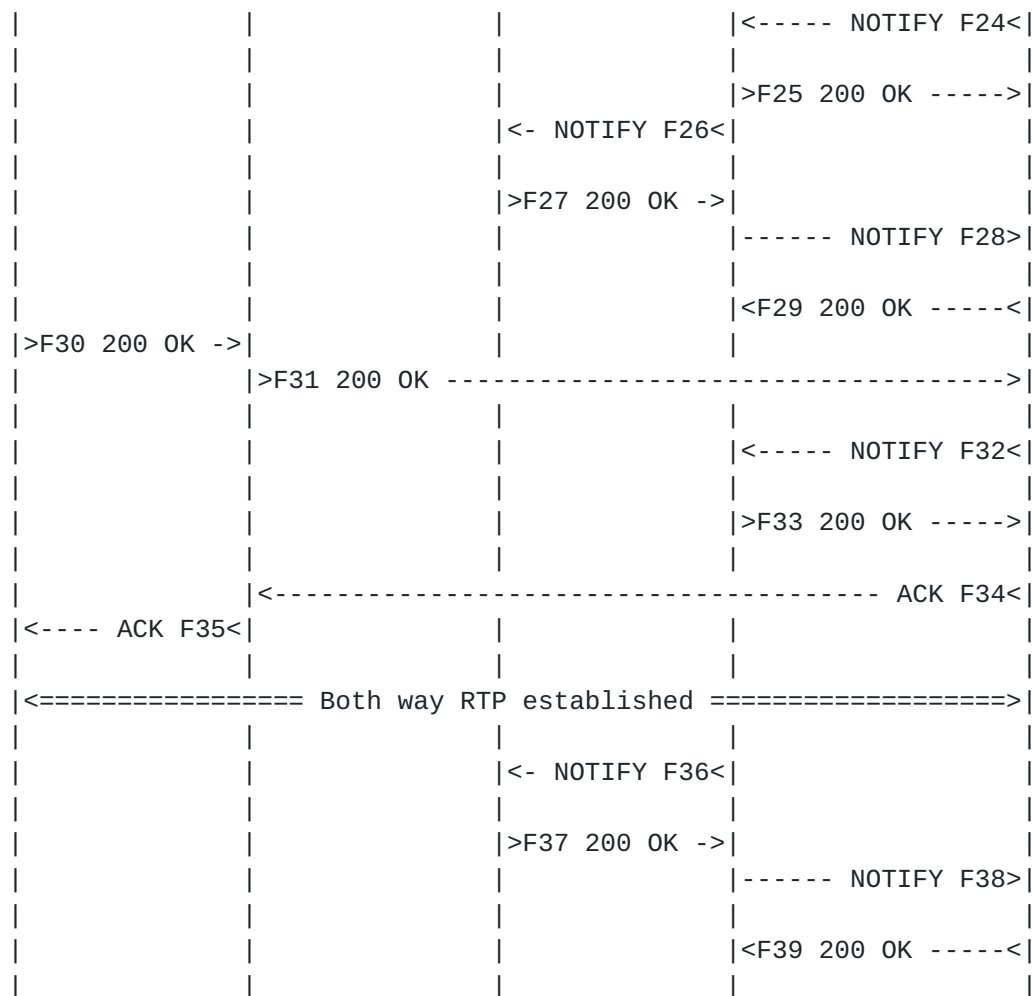 |              |               |              |<----- NOTIFY F24<|
|              |               |              |                  |
|              |               |              |>F25 200 OK ----->|
|              |               |<- NOTIFY F26<|                  |
|              |               |              |                  |
|              |               |>F27 200 OK ->|                  |
|              |               |              |------ NOTIFY F28>|
|              |               |              |                  |
|              |               |              |<F29 200 OK -----<|
|>F30 200 OK ->|               |              |                  |
|              |>F31 200 OK ------------------------------------>|
|              |               |              |                  |
|              |               |              |<----- NOTIFY F32<|
|              |               |              |                  |
|              |               |              |>F33 200 OK ----->|
|              |               |              |                  |
|              |<--------------------------------------- ACK F34<|
|<---- ACK F35<|               |              |                  |
|              |               |              |                  |
|<================= Both way RTP established ===================>|
|              |               |              |                  |
|              |               |<- NOTIFY F36<|                  |
|              |               |              |                  |
|              |               |>F37 200 OK ->|                  |
|              |               |              |------ NOTIFY F38>|
|              |               |              |                  |
|              |               |              |<F39 200 OK -----<|
|              |               |              |                  |